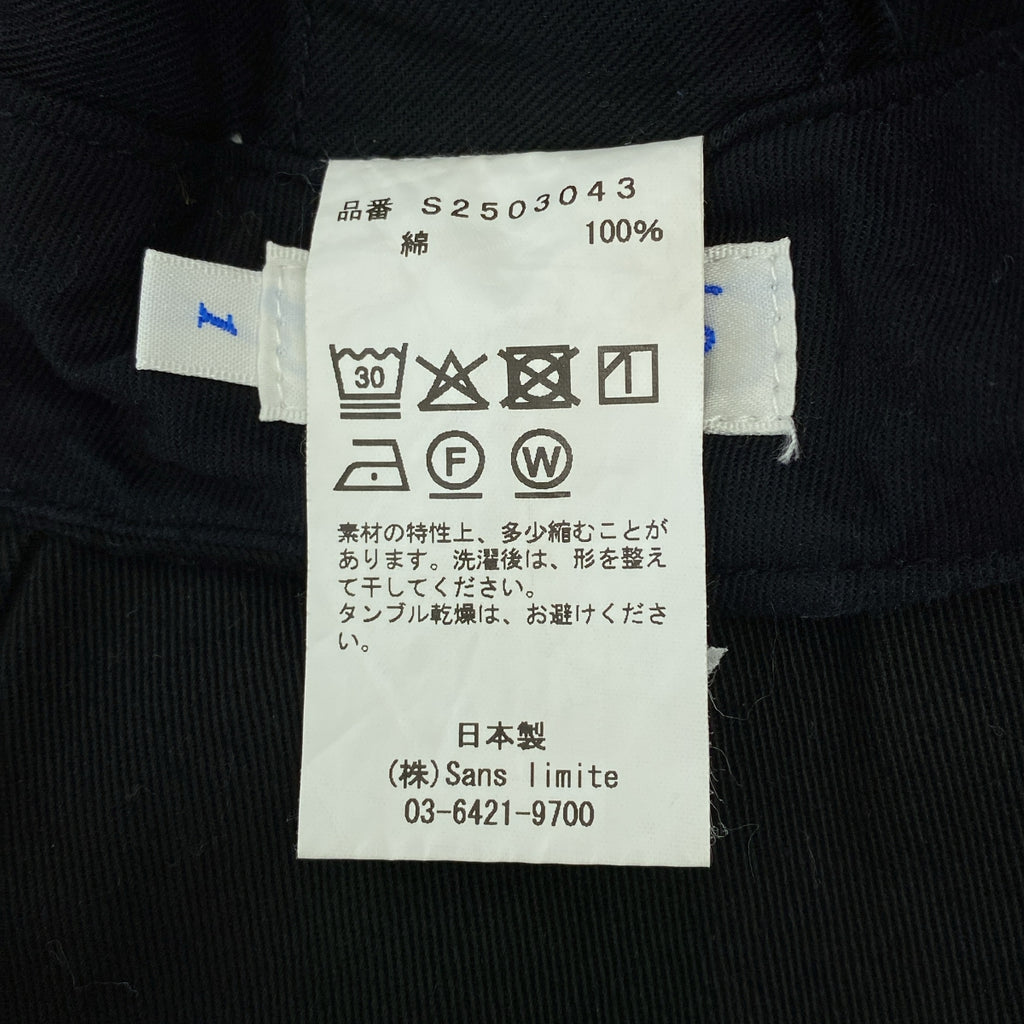 品番 S2503043
綿 100%
1
30
F W
素材の特性上、多少縮むことが
あります。洗濯後は、形を整え
て干してください。
タンブル乾燥は、お避けくださ
い。
日本製
(株)Sans limite
03-6421-9700